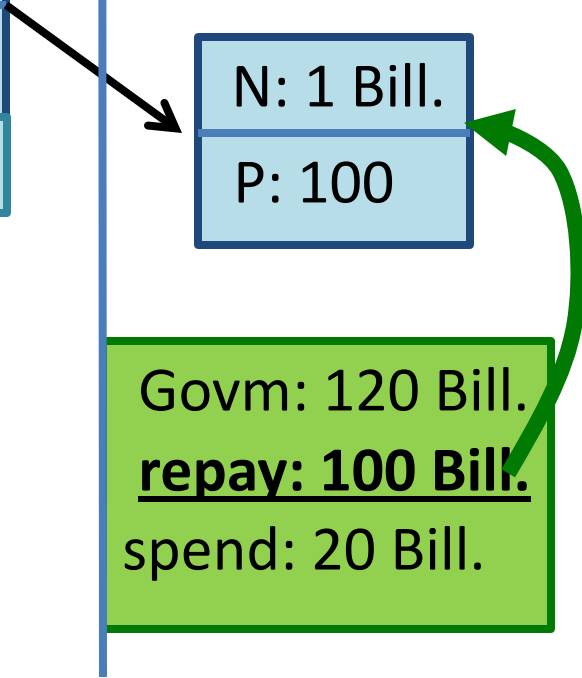 N: 1 Bill.
P: 100
Govm: 120 Bill.
repay: 100 Bill.
spend: 20 Bill.